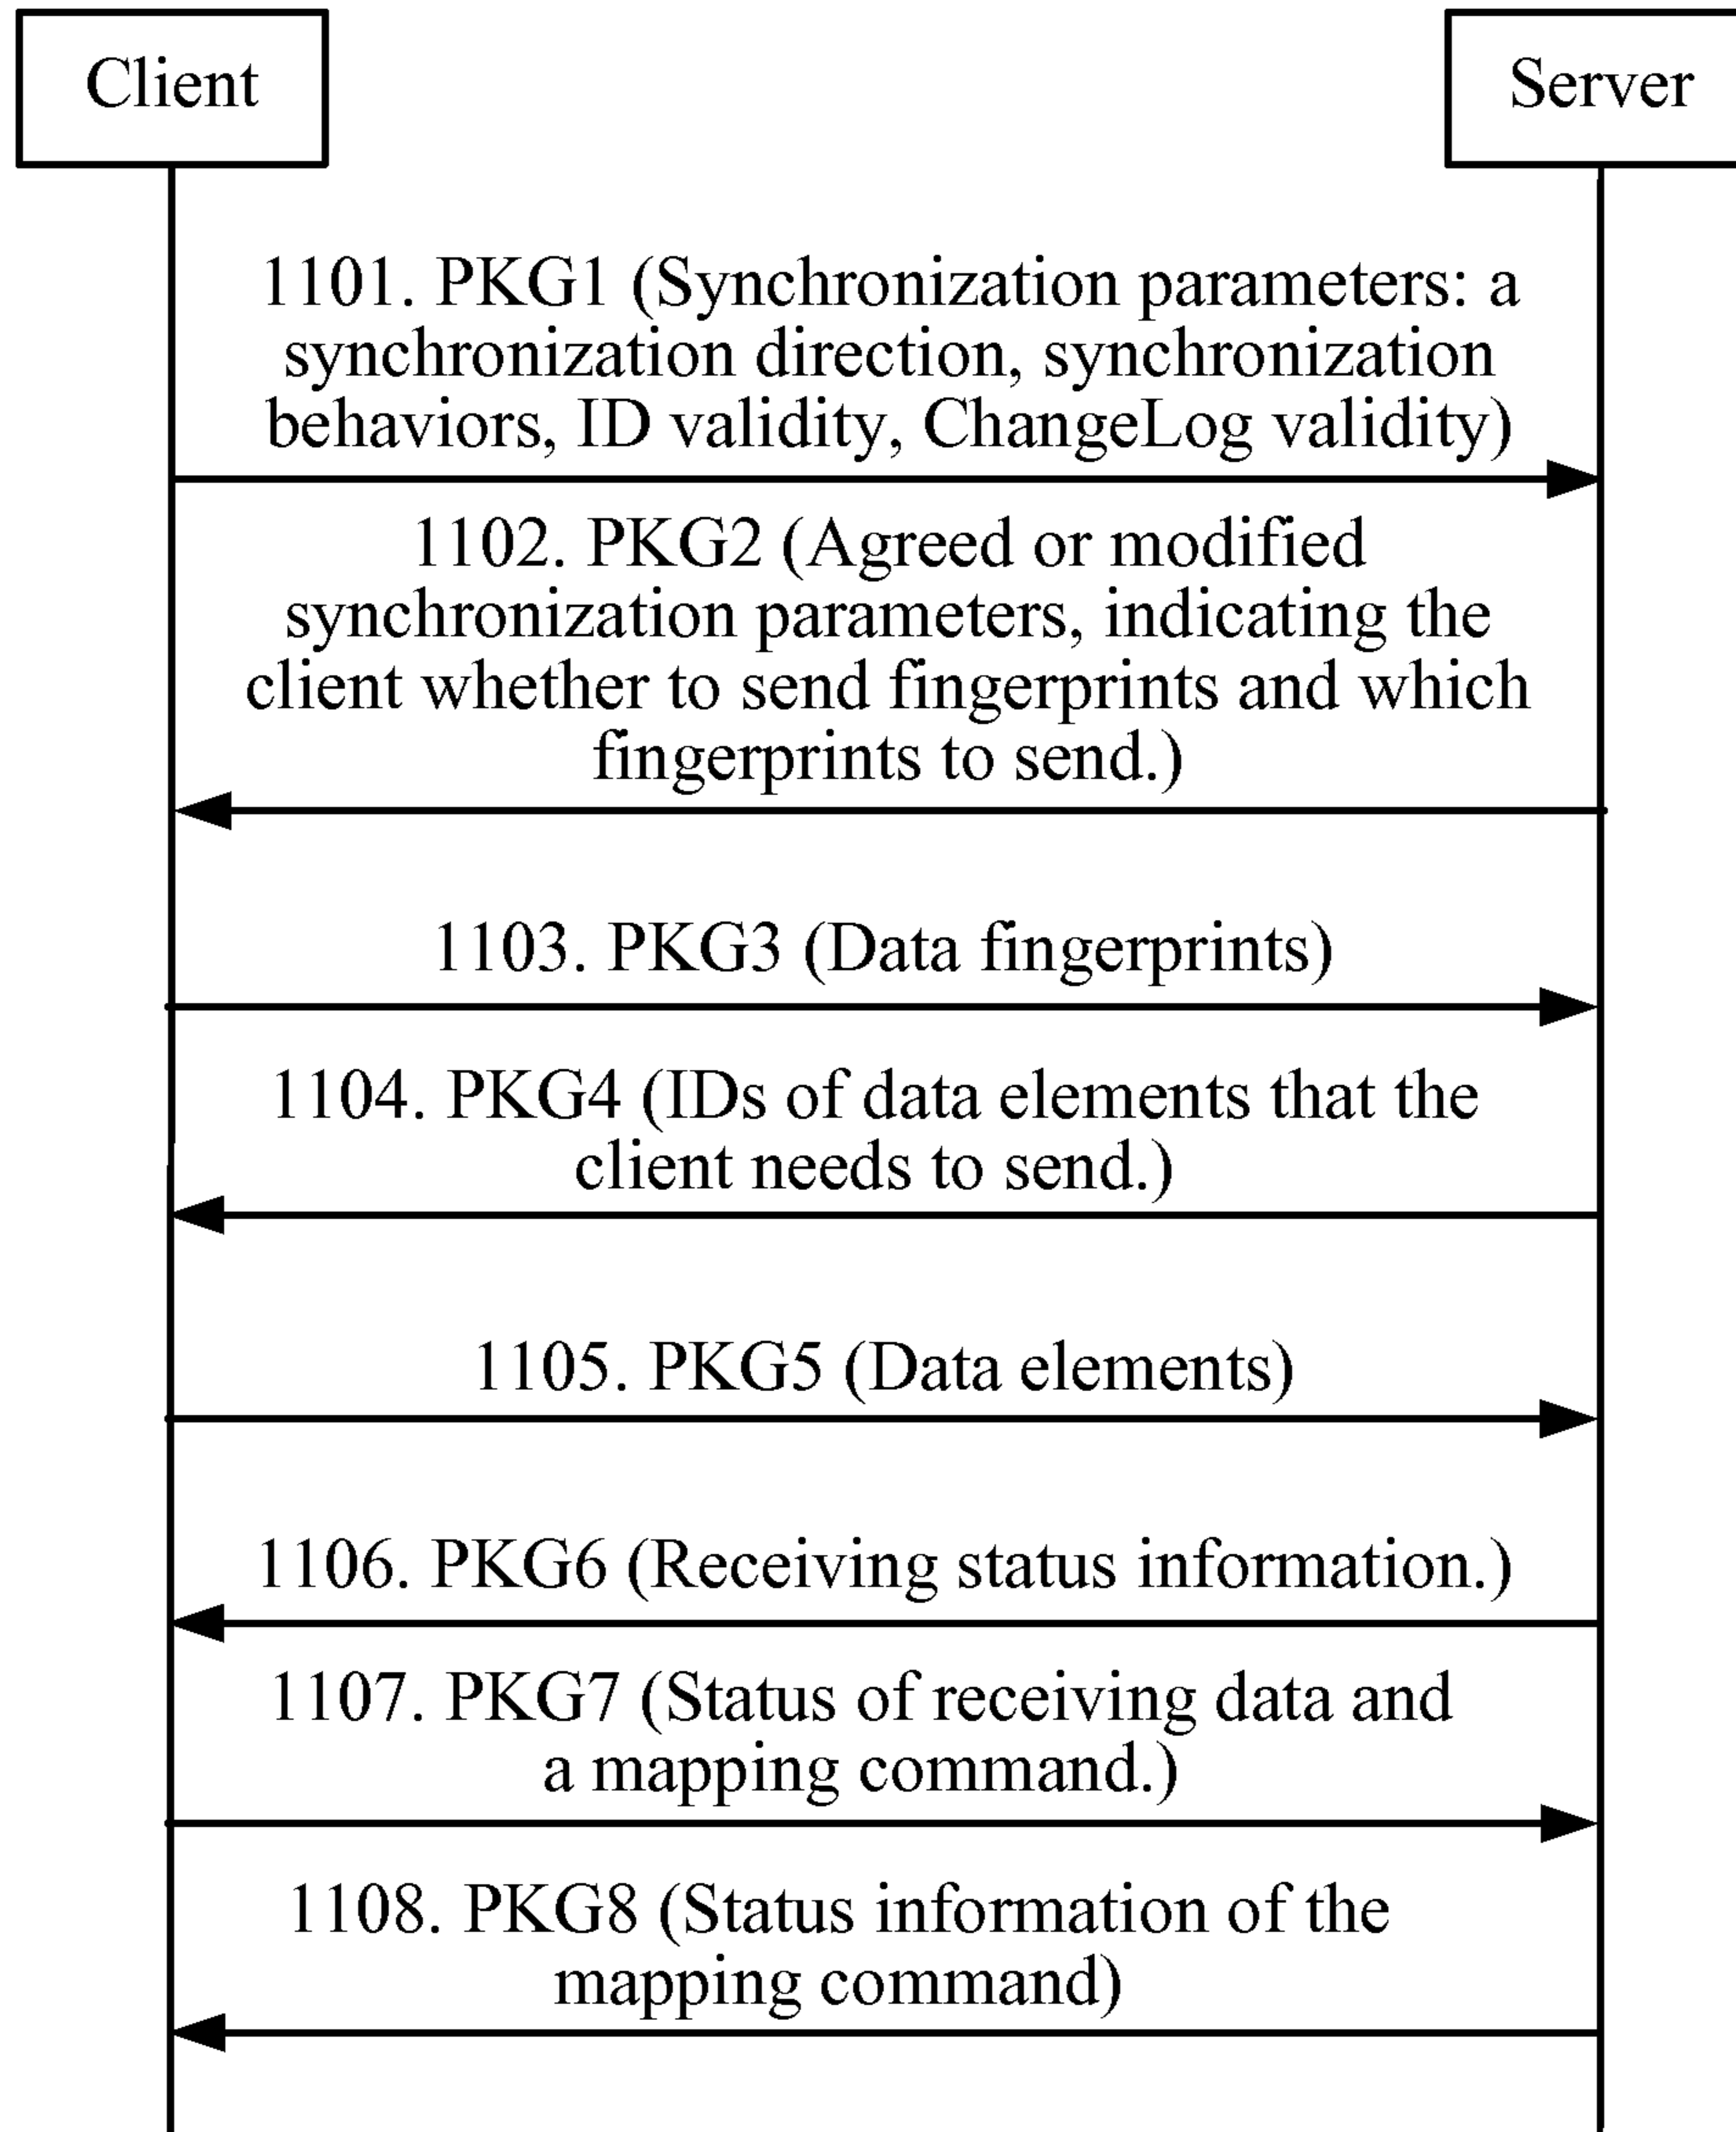 Client
Server
1101. PKG1 (Synchronization parameters: a
synchronization direction, synchronization
behaviors, ID validity, ChangeLog validity)
1102. PKG2 (Agreed or modified
synchronization parameters, indicating the
client whether to send fingerprints and which
fingerprints to send.)
1103. PKG3 (Data fingerprints)
1104. PKG4 (IDs of data elements that the
client needs to send.)
1105. PKG5 (Data elements)
1106. PKG6 (Receiving status information.)
1107. PKG7 (Status of receiving data and
a mapping command.)
1108. PKG8 (Status information of the
mapping command)